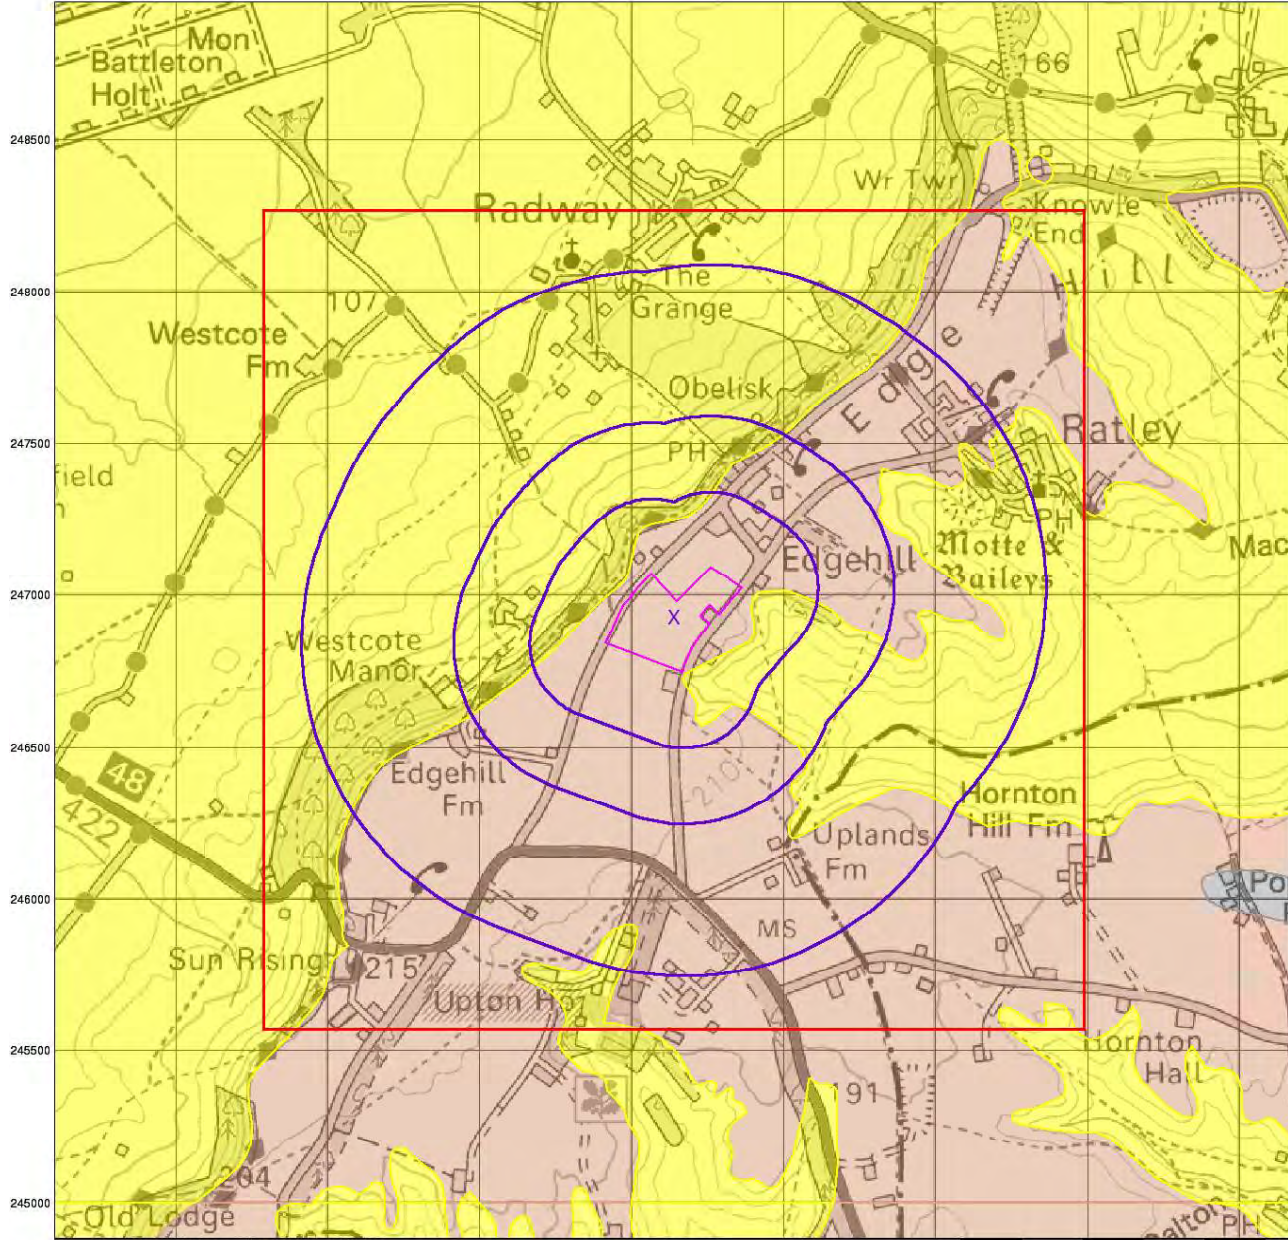 Mon
Battleton
Holt
166
248500
Wr Twr
Radway
Knowle
End
Hill
248000
107
The
Grange
Westcote
Fm
Edge
Obelisk
247500
PH
Ratley
field
PH
Edgehill
Motte &
Baileys
Mac
247000
X
Westcote
Manor
246500
48
422
Edgehill
Fm
210
Hornton
Hill Fm
Uplands
Fm
246000
Po
MS
Sun Rising
215
Upton Ho
245500
Hornton
Hall
191
204
245000
Old Lodge
PH